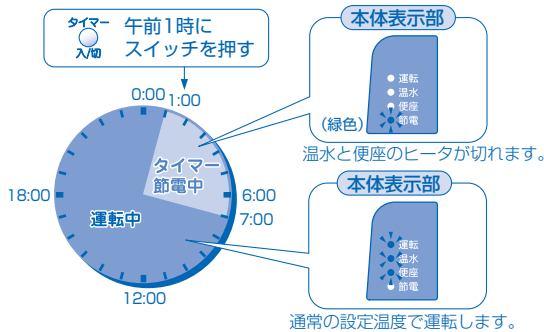 タイマー
入/切
午前1時に
スイッチを押す
0:00
1:00
6:00
7:00
12:00
18:00
タイマー
節電中
運転中
本体表示部
運転
温水
便座
節電
(緑色)
温水と便座のヒータが切れます。
本体表示部
運転
温水
便座
節電
通常の設定温度で運転します。